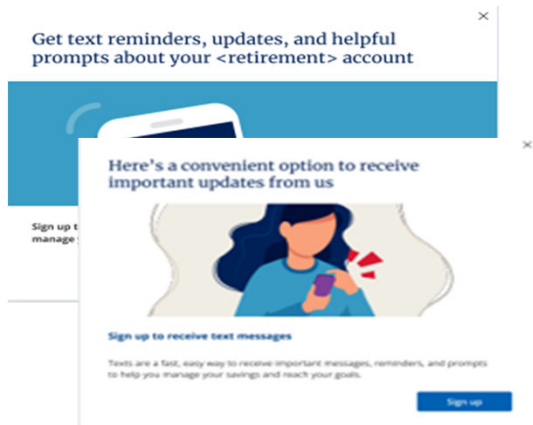 Get text reminders, updates, and helpful
prompts about your <retirement> account
Sign up t
manage
Here's a convenient option to receive
important updates from us
Sign up to receive text messages
Texts are a fast, easy way to receive important messages, reminders, and prompts
to help you manage your savings and reach your goals.
Sign up